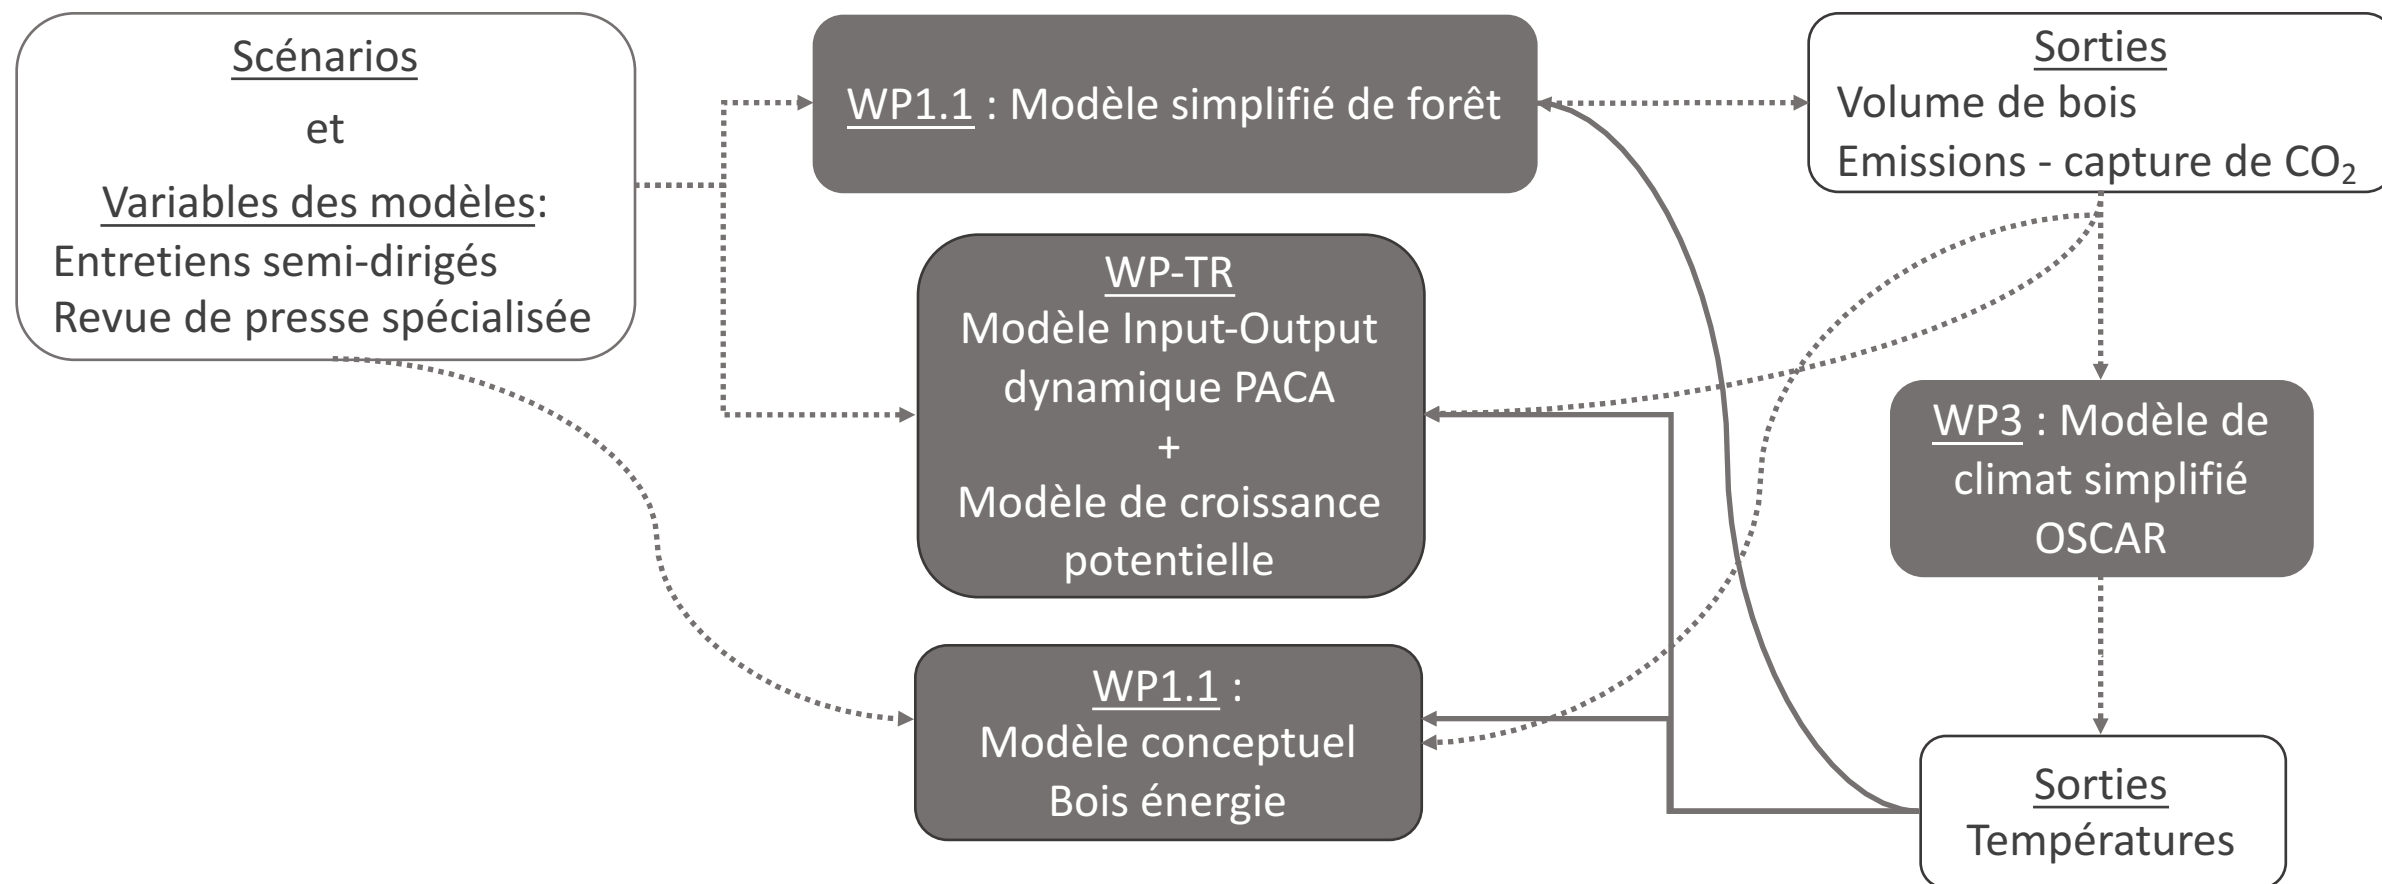 Scénarios
et
Variables des modèles:
Entretiens semi-dirigés
Revue de presse spécialisée
WP1.1 : Modèle simplifié de forêt
Sorties
Volume de bois
Emissions - capture de CO₂
WP-TR
Modèle Input-Output
dynamique PACA
+
Modèle de croissance
potentielle
WP3 : Modèle de
climat simplifié
OSCAR
WP1.1 :
Modèle conceptuel
Bois énergie
Sorties
Températures